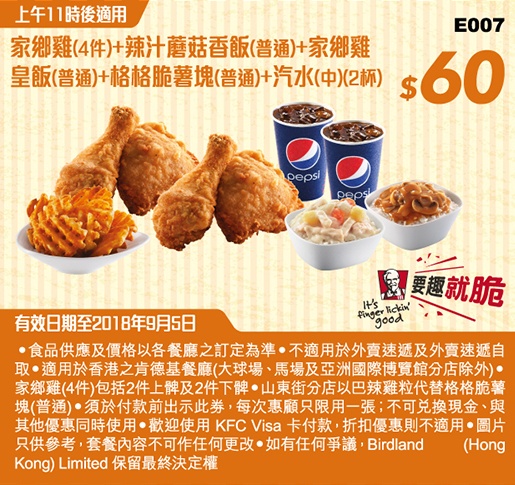 上午11時後適用
E007
家鄉雞(4件)+辣汁蘑菇香飯(普通)+家鄉雞
皇飯(普通)+格格脆薯塊(普通)+汽水(中)(2杯)
$60
pepsi
pepsi
KFC
It's
finger lickin'
good
要趣就脆
有效日期至2018年9月5日
•食品供應及價格以各餐廳之訂定為準•不適用於外賣速遞及外賣速遞自
取•適用於香港之肯德基餐廳(大球場、馬場及亞洲國際博覽館分店除外)•
家鄉雞(4件)包括2件上髀及2件下髀•山東街分店以巴辣雞粒代替格格脆薯
塊(普通)•須於付款前出示此券，每次惠顧只限用一張；不可兌換現金、與
其他優惠同時使用•歡迎使用 KFC Visa 卡付款，折扣優惠則不適用•圖片
只供參考，套餐內容不可作任何更改•如有任何爭議，Birdland (Hong
Kong) Limited 保留最終決定權